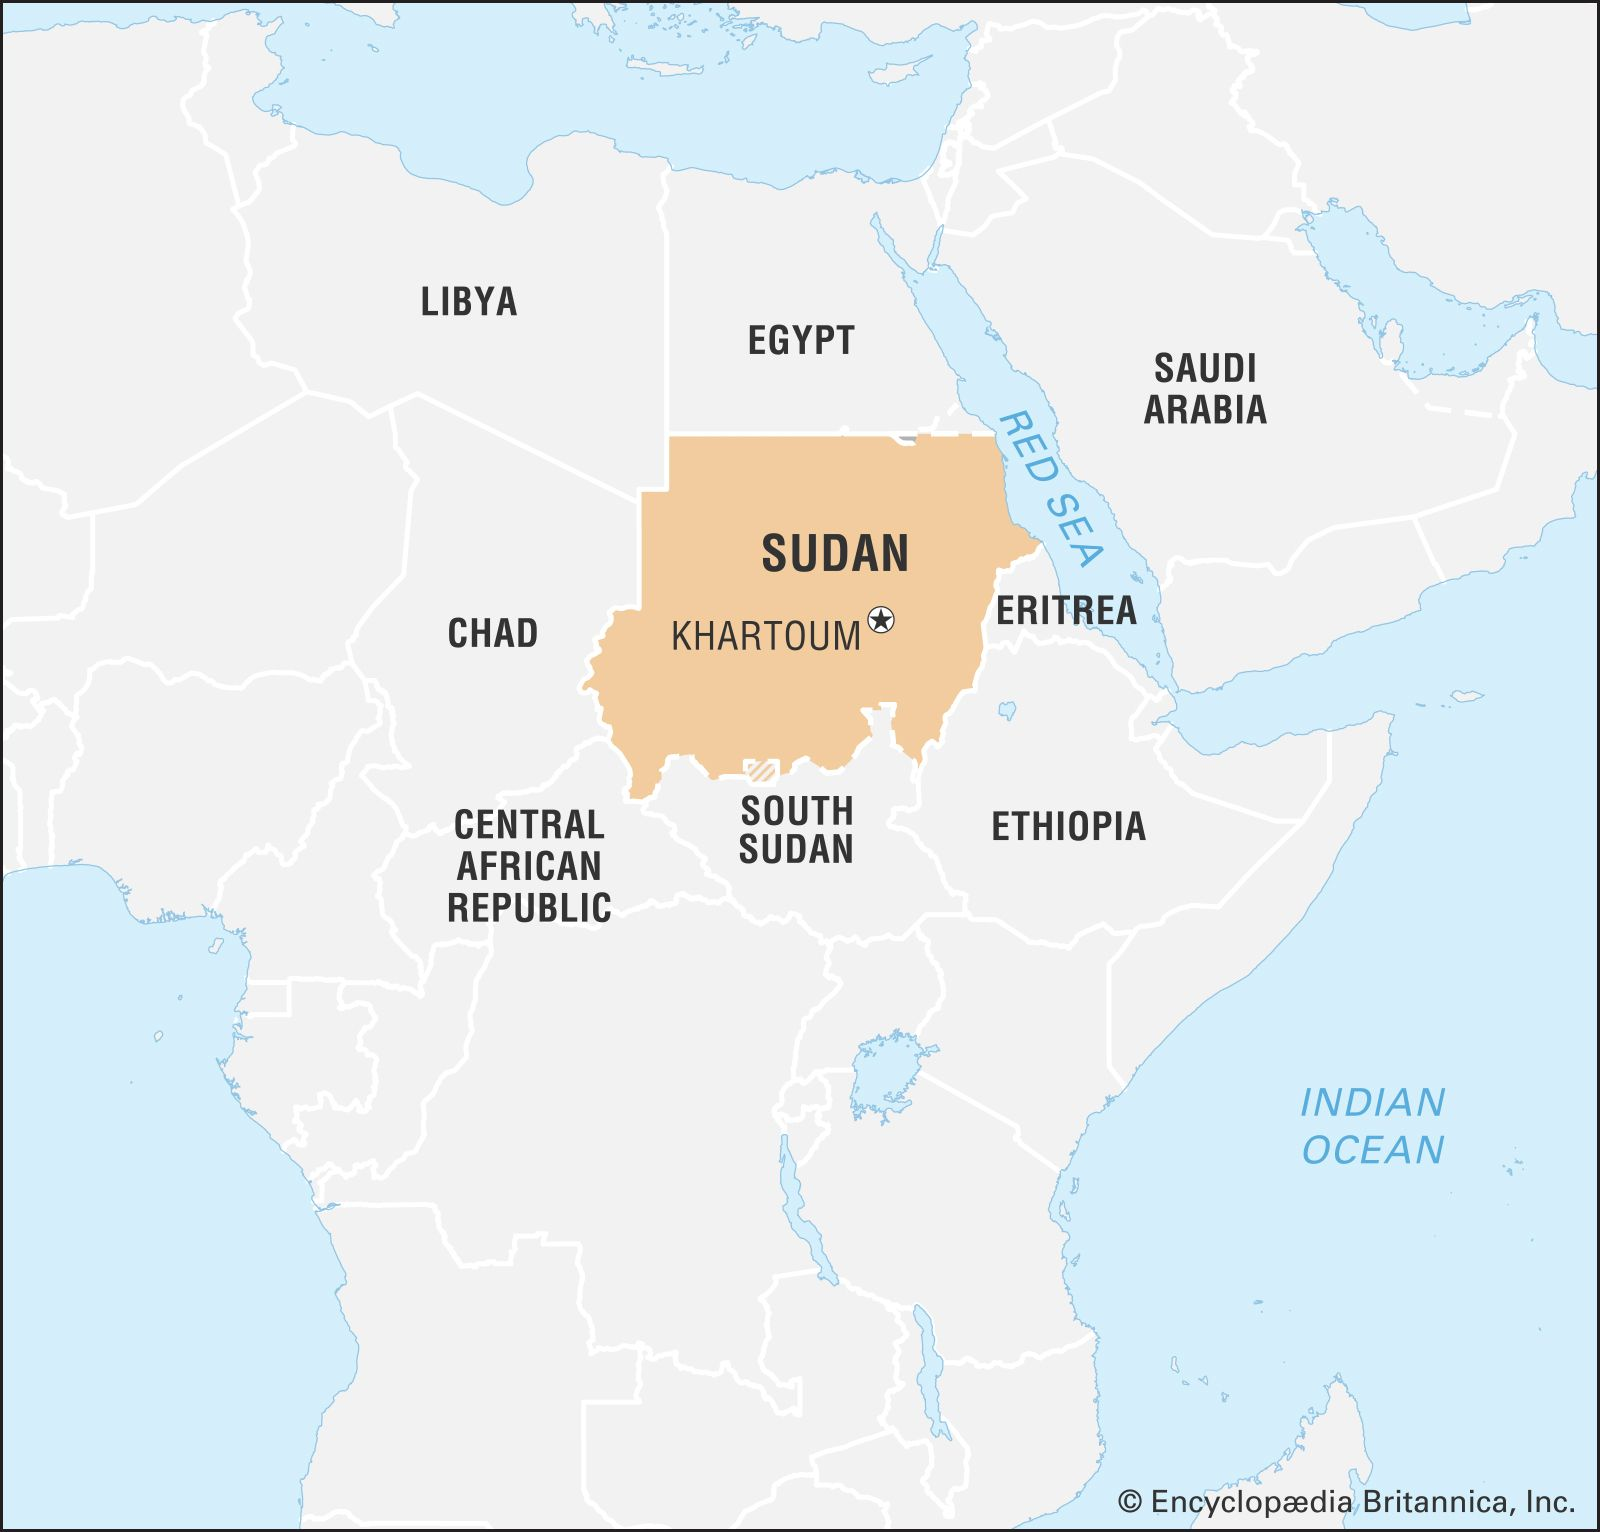 LIBYA
EGYPT
SAUDI
ARABIA
RED SEA
SUDAN
KHARTOUM
ERITREA
CHAD
SOUTH
SUDAN
ETHIOPIA
CENTRAL
AFRICAN
REPUBLIC
INDIAN
OCEAN
© Encyclopædia Britannica, Inc.